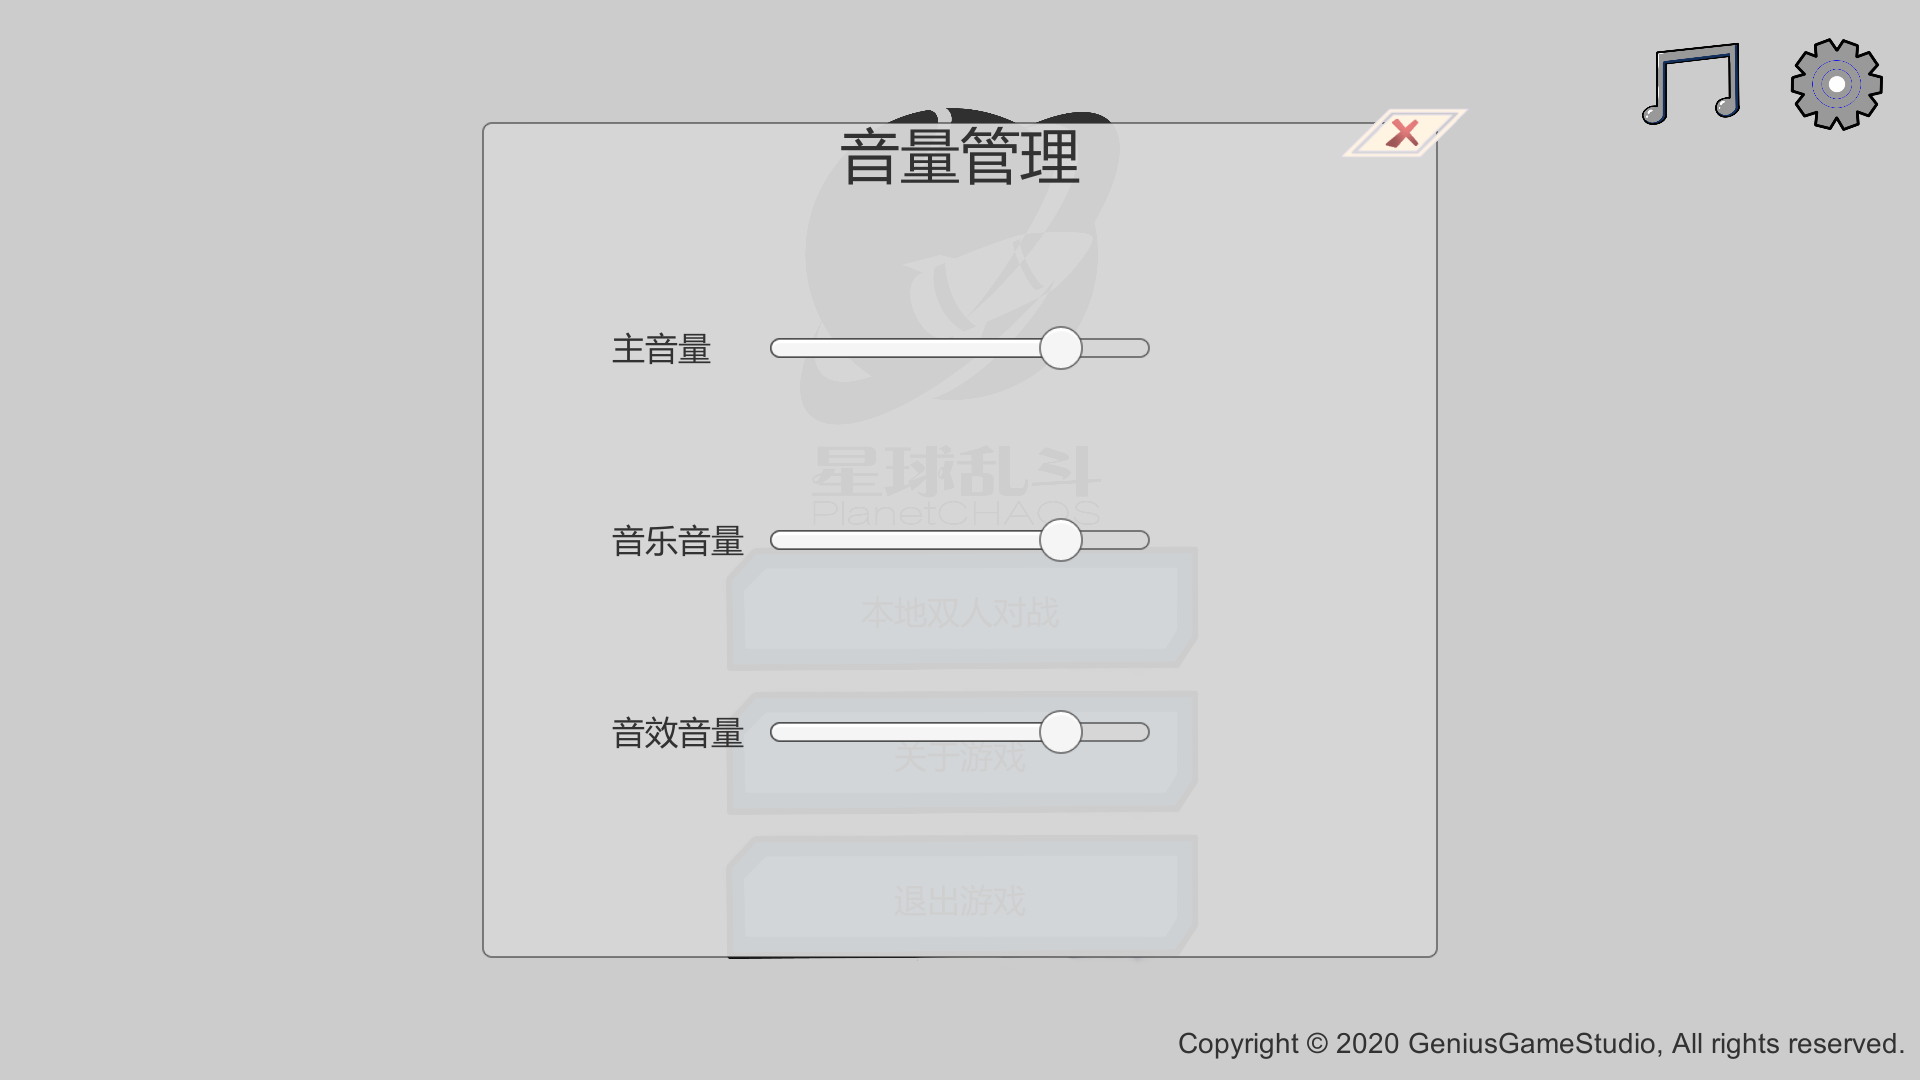 音量管理
主音量
星球乱斗
PlanetCHAOS
音乐音量
本地双人对战
音效音量
关于游戏
退出游戏
Copyright © 2020 GeniusGameStudio, All rights reserved.